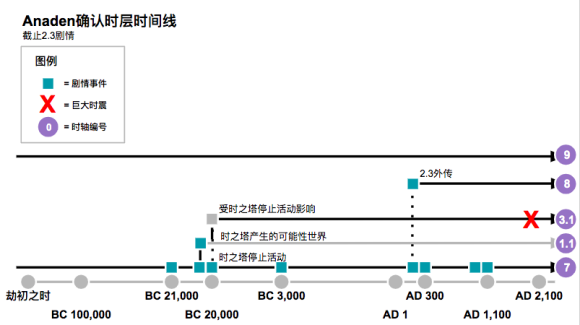 Anaden确认时层时间线
截止2.3剧情
图例
= 剧情事件
X = 巨大时震
0 = 时轴编号
9
2.3外传
8
受时之塔停止活动影响
X
3.1
时之塔产生的可能性世界
1.1
时之塔停止活动
7
劫初之时
BC 21,000
BC 3,000
AD 300
AD 2,100
BC 100,000
BC 20,000
AD 1
AD 1,100